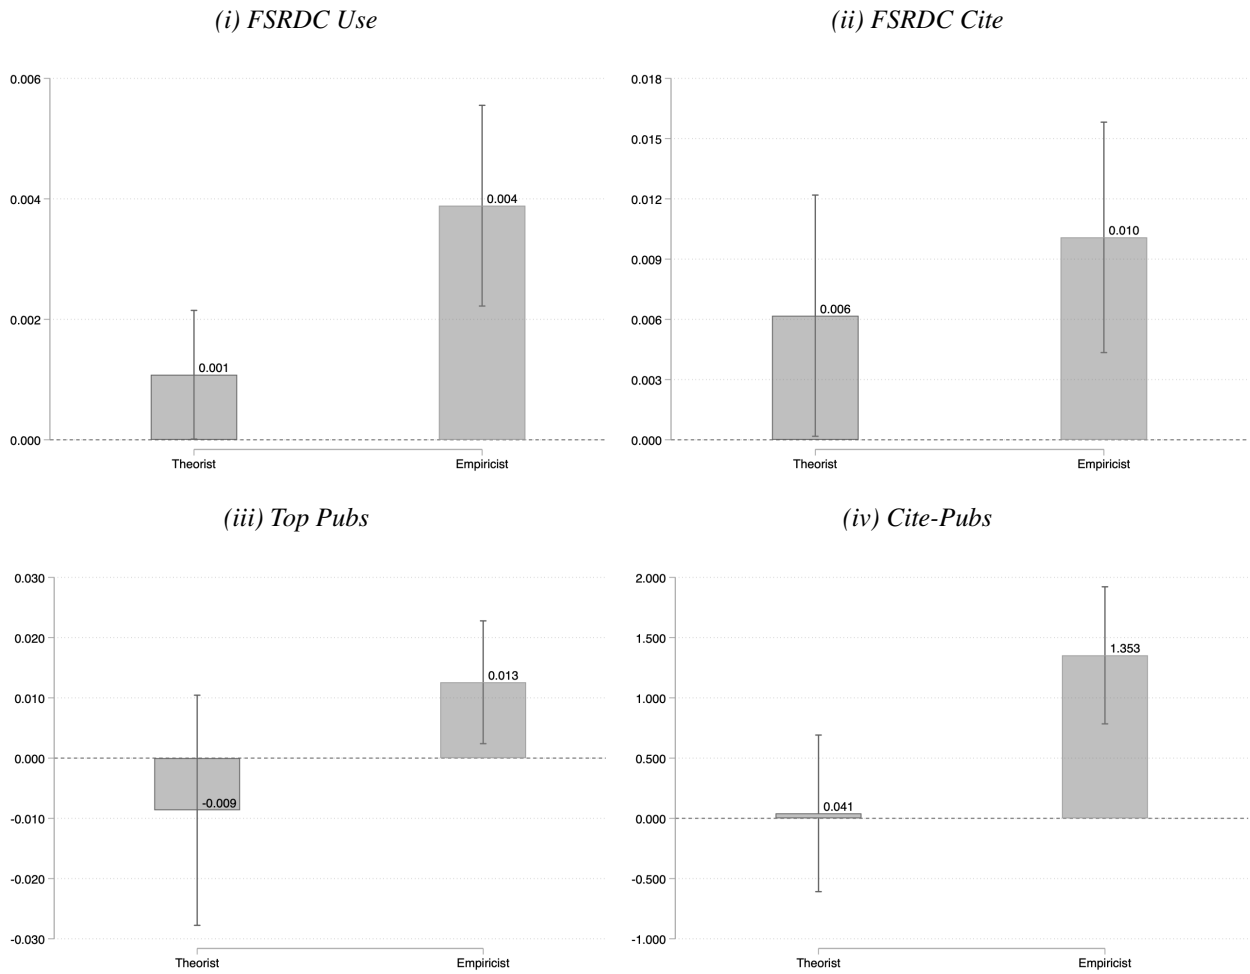 (i) FSRDC Use
0.006
0.004
0.002
0.000
0.001
0.004
Theorist
Empiricist
(ii) FSRDC Cite
0.018
0.015
0.012
0.009
0.006
0.003
0.000
0.006
0.010
Theorist
Empiricist
(iii) Top Pubs
0.030
0.020
0.010
0.000
-0.010
-0.020
-0.030
-0.009
0.013
Theorist
Empiricist
(iv) Cite-Pubs
2.000
1.500
1.000
0.500
0.000
-0.500
-1.000
0.041
1.353
Theorist
Empiricist